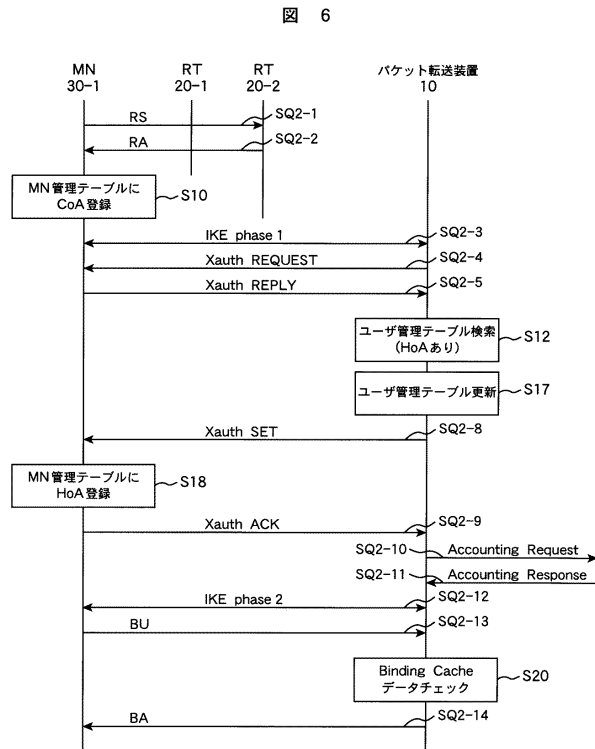 図 6
MN
30-1
RT
20-1
RT
20-2
パケット転送装置
10
RS
SQ2-1
RA
SQ2-2
MN管理テーブルに
CoA登録
S10
IKE phase1
SQ2-3
Xauth REQUEST
SQ2-4
Xauth REPLY
SQ2-5
ユーザ管理テーブル検索
(HoAあり)
S12
ユーザ管理テーブル更新
S17
Xauth SET
SQ2-8
MN管理テーブルに
HoA登録
S18
Xauth ACK
SQ2-9
SQ2-10
Accounting Request
SQ2-11
Accounting Response
IKE phase 2
SQ2-12
BU
SQ2-13
Binding Cache
データチェック
S20
BA
SQ2-14